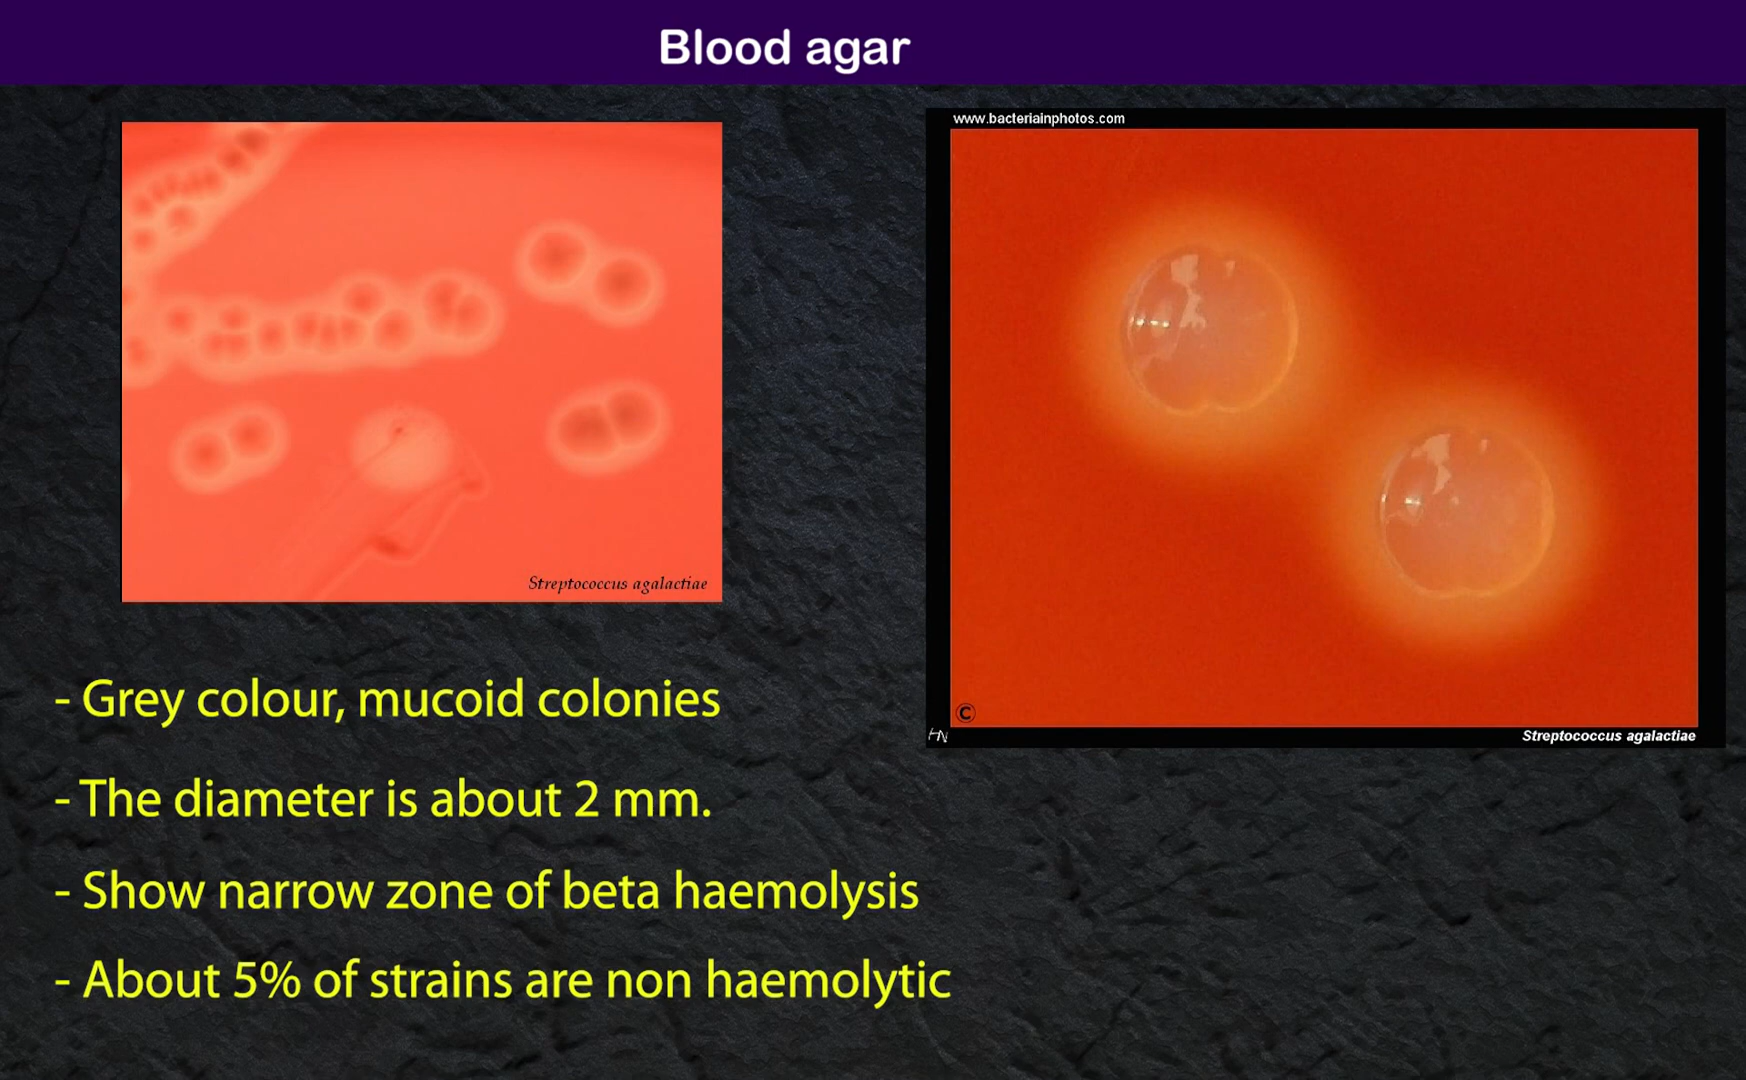 Blood agar
www.bacteriainphotos.com
Streptococcus agalactiae
©
HN
Streptococcus agalactiae
- Grey colour, mucoid colonies
- The diameter is about 2 mm.
- Show narrow zone of beta haemolysis
- About 5% of strains are non haemolytic